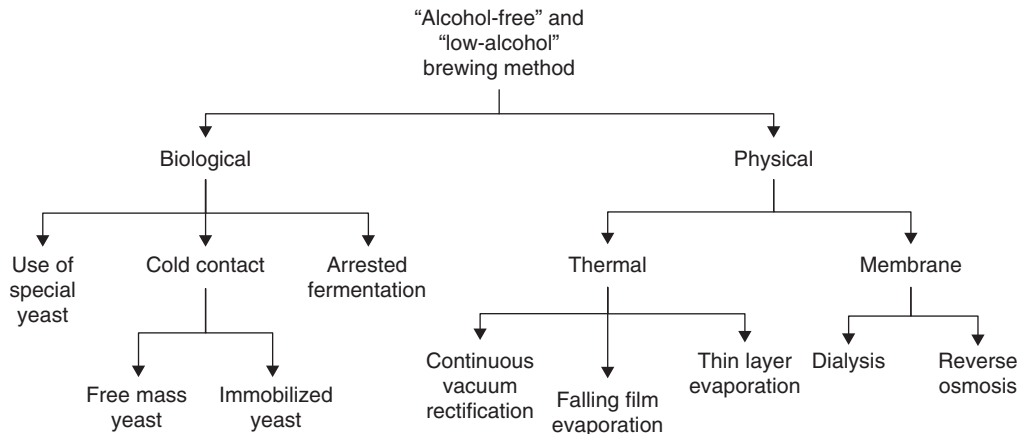 “Alcohol-free” and
“low-alcohol”
brewing method
Biological
Physical
Use of
special
yeast
Cold contact
Arrested
fermentation
Thermal
Membrane
Free mass
yeast
Immobilized
yeast
Continuous
vacuum
rectification
Falling film
evaporation
Thin layer
evaporation
Dialysis
Reverse
osmosis